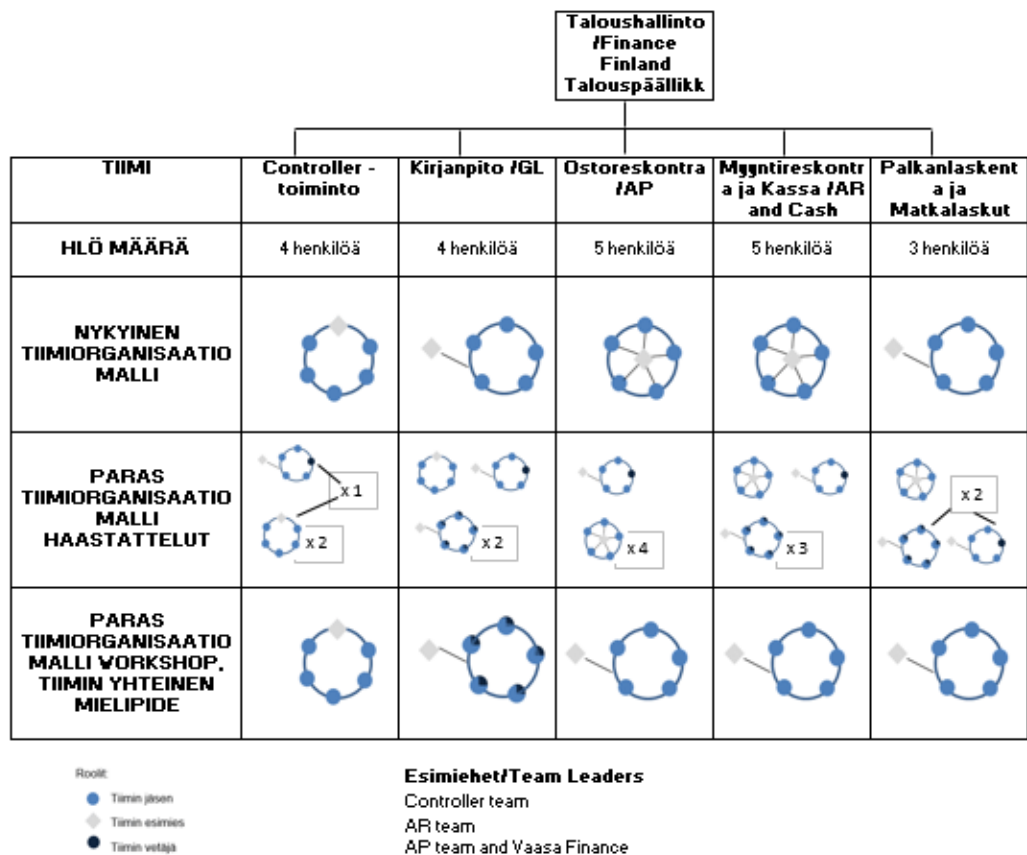 Taloushallinto
/Finance
Finland
Talouspäällikk
TIIMI
Controller -
toiminto
Kirjanpito /GL
Ostoreskontra
/AP
Myyntireskontr
a ja Kassa /AR
and Cash
Palkanlaskent
a ja
Matkalaskut
HLÖ MÄÄRÄ
4 henkilöä
4 henkilöä
5 henkilöä
5 henkilöä
3 henkilöä
NYKYINEN
TIIMIORGANISAATIO
MALLI
PARAS
TIIMIORGANISAATIO
MALLI
HAASTATTELUT
x 1
x 2
x 2
x 4
x 3
x 2
PARAS
TIIMIORGANISAATIO
MALLI WORKSHOP,
TIIMIN YHTEINEN
MIELIPIDE
Roolit:
Tiimin jäsen
Tiimin esimies
Tiimin vetäjä
Esimiehet/Team Leaders
Controller team
AR team
AP team and Vaasa Finance